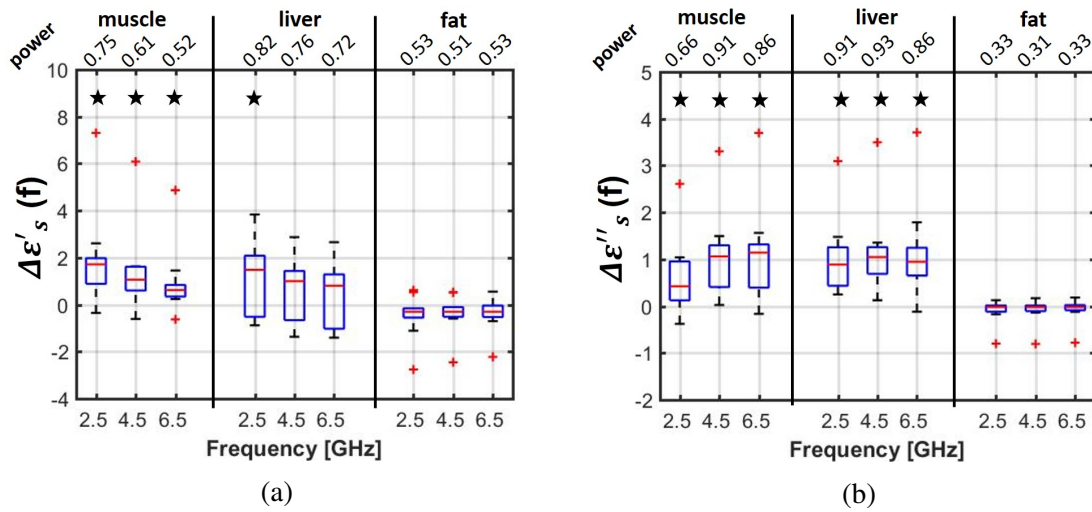 muscle liver fat
power 0.75 0.61 0.52 0.82 0.76 0.72 0.53 0.51 0.53
10
8
6
4
2
0
-2
-4
Δε′s (f)
2.5 4.5 6.5 2.5 4.5 6.5 2.5 4.5 6.5
Frequency [GHz]
(a)
muscle liver fat
power 0.66 0.91 0.86 0.91 0.93 0.86 0.33 0.31 0.33
5
4
3
2
1
0
-1
-2
Δε′′s (f)
2.5 4.5 6.5 2.5 4.5 6.5 2.5 4.5 6.5
Frequency [GHz]
(b)